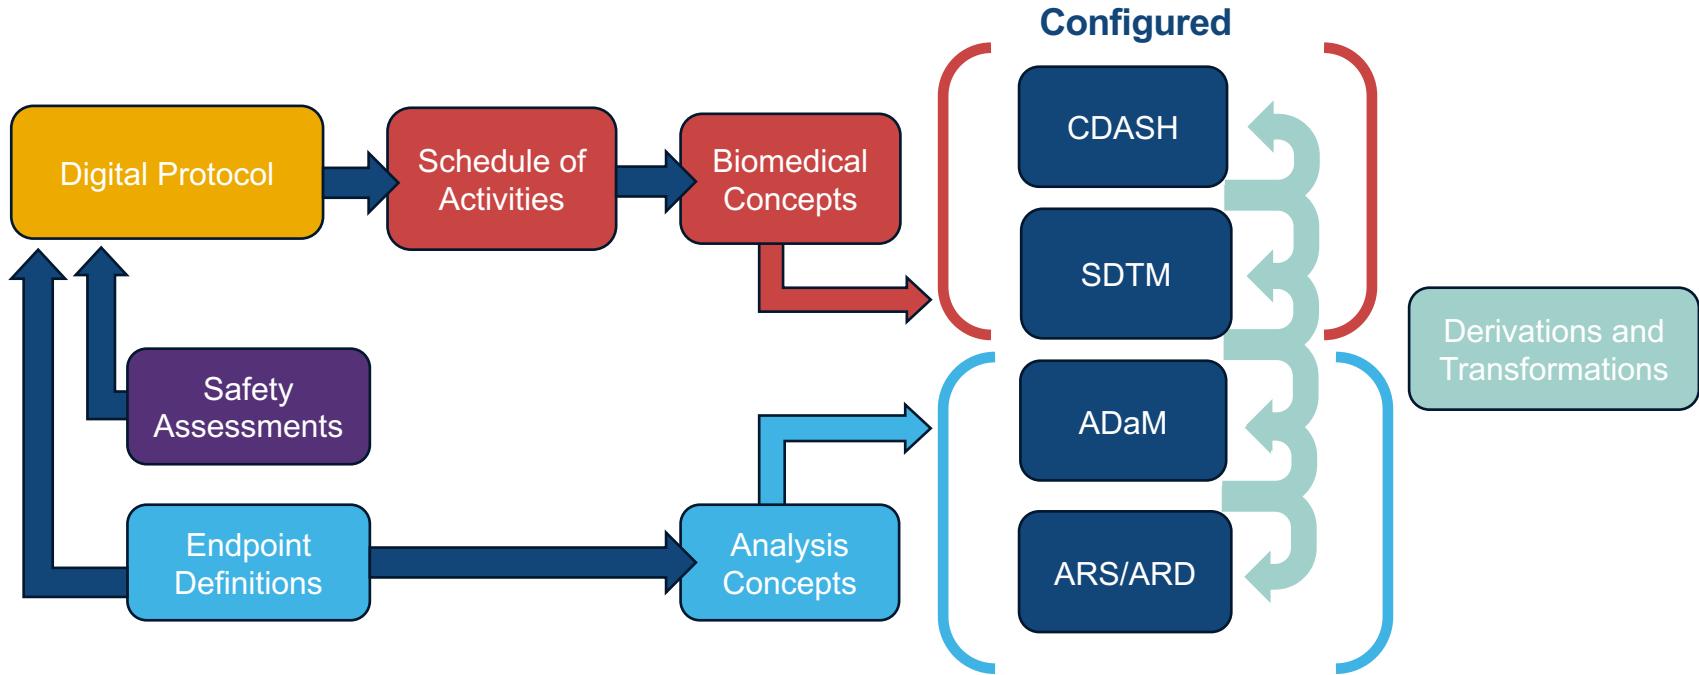 Configured
Digital Protocol
Schedule of
Activities
Biomedical
Concepts
CDASH
SDTM
ADaM
ARS/ARD
Derivations and
Transformations
Safety
Assessments
Endpoint
Definitions
Analysis
Concepts